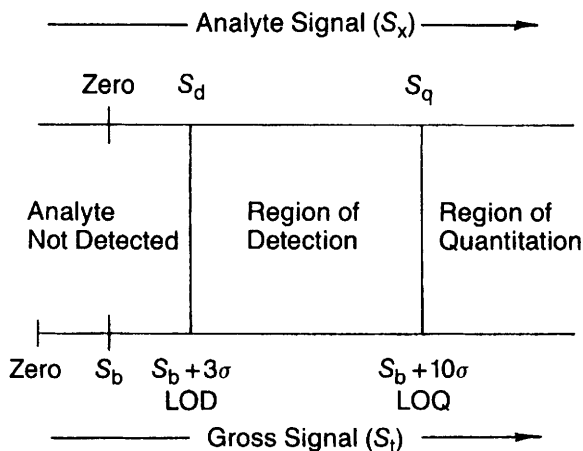 Analyte Signal (Sx)
Zero Sd Sq
Analyte Region of Region of
Not Detected Detection Quantitation
Zero Sb Sb + 3σ Sb + 10σ
LOD LOQ
Gross Signal (St)